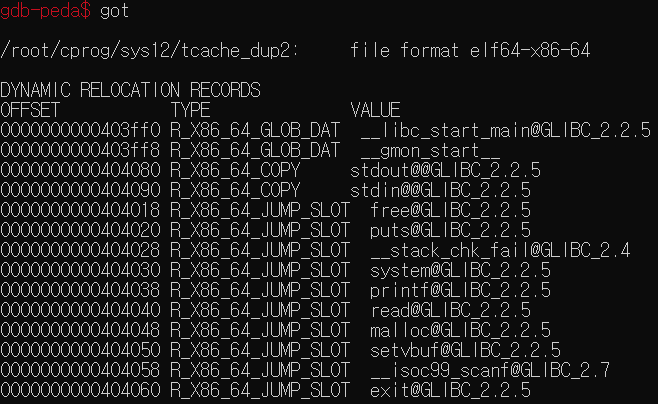 gdb-peda$ got
/root/cprog/sys12/tcache_dup2:     file format elf64-x86-64
DYNAMIC RELOCATION RECORDS
OFFSET           TYPE              VALUE
0000000000403ff0 R_X86_64_GLOB_DAT  __libc_start_main@GLIBC_2.2.5
0000000000403ff8 R_X86_64_GLOB_DAT  __gmon_start__
0000000000404080 R_X86_64_COPY     stdout@@GLIBC_2.2.5
0000000000404090 R_X86_64_COPY     stdin@@GLIBC_2.2.5
0000000000404018 R_X86_64_JUMP_SLOT  free@GLIBC_2.2.5
0000000000404020 R_X86_64_JUMP_SLOT  puts@GLIBC_2.2.5
0000000000404028 R_X86_64_JUMP_SLOT  __stack_chk_fail@GLIBC_2.4
0000000000404030 R_X86_64_JUMP_SLOT  system@GLIBC_2.2.5
0000000000404038 R_X86_64_JUMP_SLOT  printf@GLIBC_2.2.5
0000000000404040 R_X86_64_JUMP_SLOT  read@GLIBC_2.2.5
0000000000404048 R_X86_64_JUMP_SLOT  malloc@GLIBC_2.2.5
0000000000404050 R_X86_64_JUMP_SLOT  setvbuf@GLIBC_2.2.5
0000000000404058 R_X86_64_JUMP_SLOT  __isoc99_scanf@GLIBC_2.7
0000000000404060 R_X86_64_JUMP_SLOT  exit@GLIBC_2.2.5